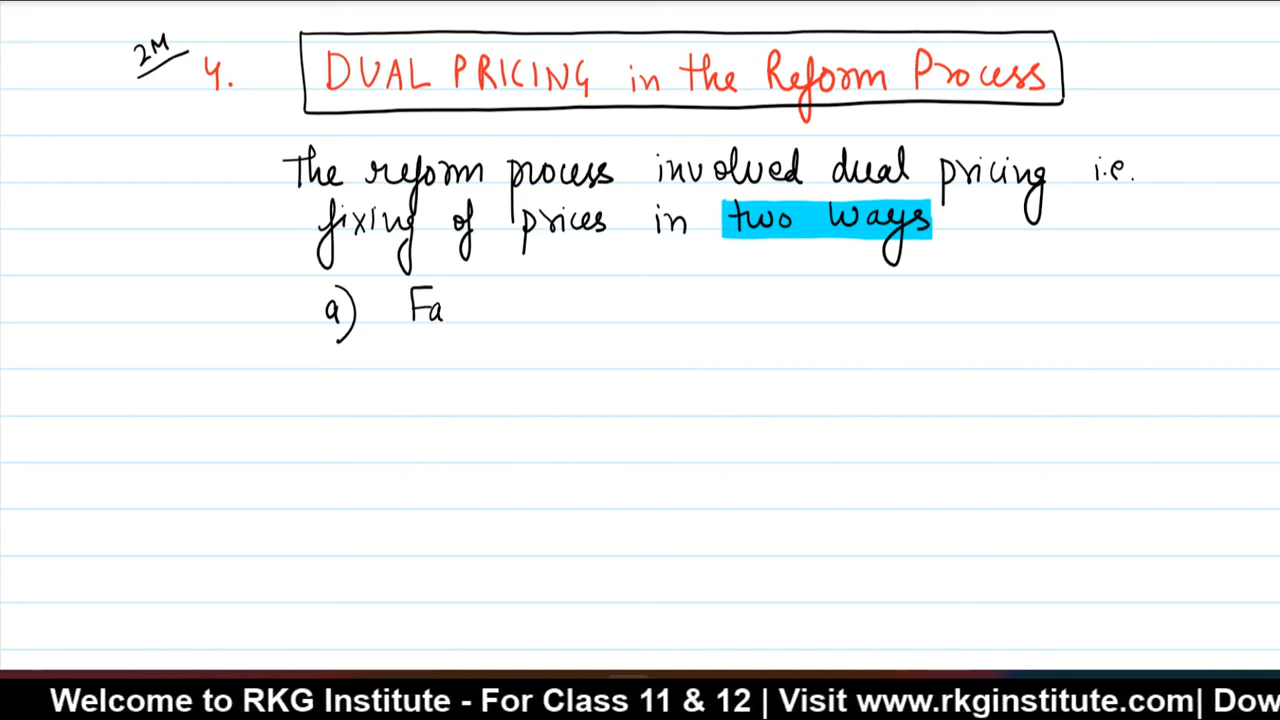 2M
4. DUAL PRICING in the Reform Process
The reform process involved dual pricing i.e.
fixing of prices in two ways
a) Fa
Welcome to RKG Institute - For Class 11 & 12 | Visit www.rkginstitute.com| Dow